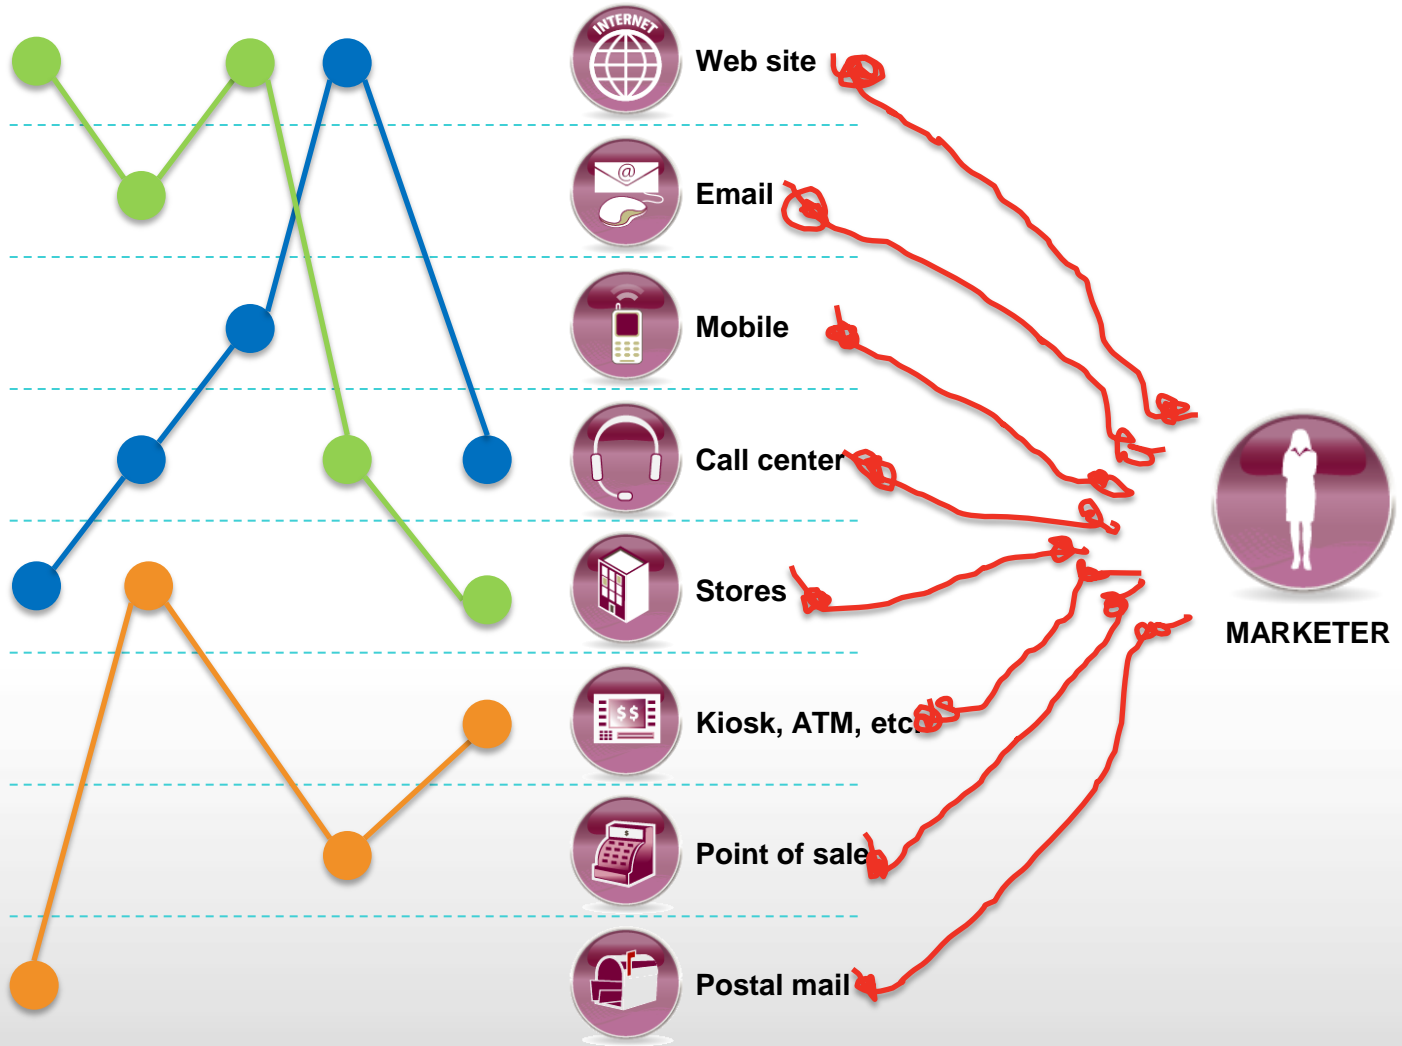 INTERNET
Web site
@
Email
Mobile
Call center
Stores
MARKETER
$$
Kiosk, ATM, etc.
$
Point of sale
Postal mail